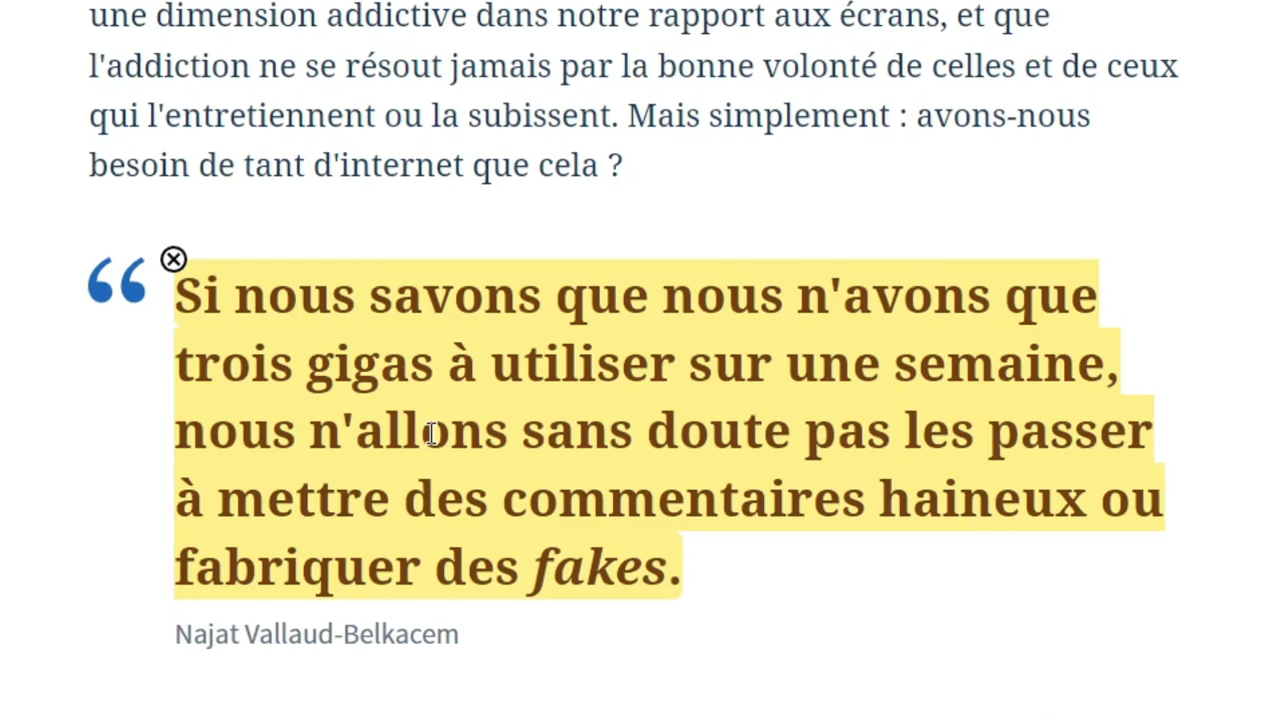 une dimension addictive dans notre rapport aux écrans, et que
l'addiction ne se résout jamais par la bonne volonté de celles et de ceux
qui l'entretiennent ou la subissent. Mais simplement : avons-nous
besoin de tant d'internet que cela ?
“
Si nous savons que nous n'avons que
trois gigas à utiliser sur une semaine,
nous n'allons sans doute pas les passer
à mettre des commentaires haineux ou
fabriquer des fakes.
Najat Vallaud-Belkacem